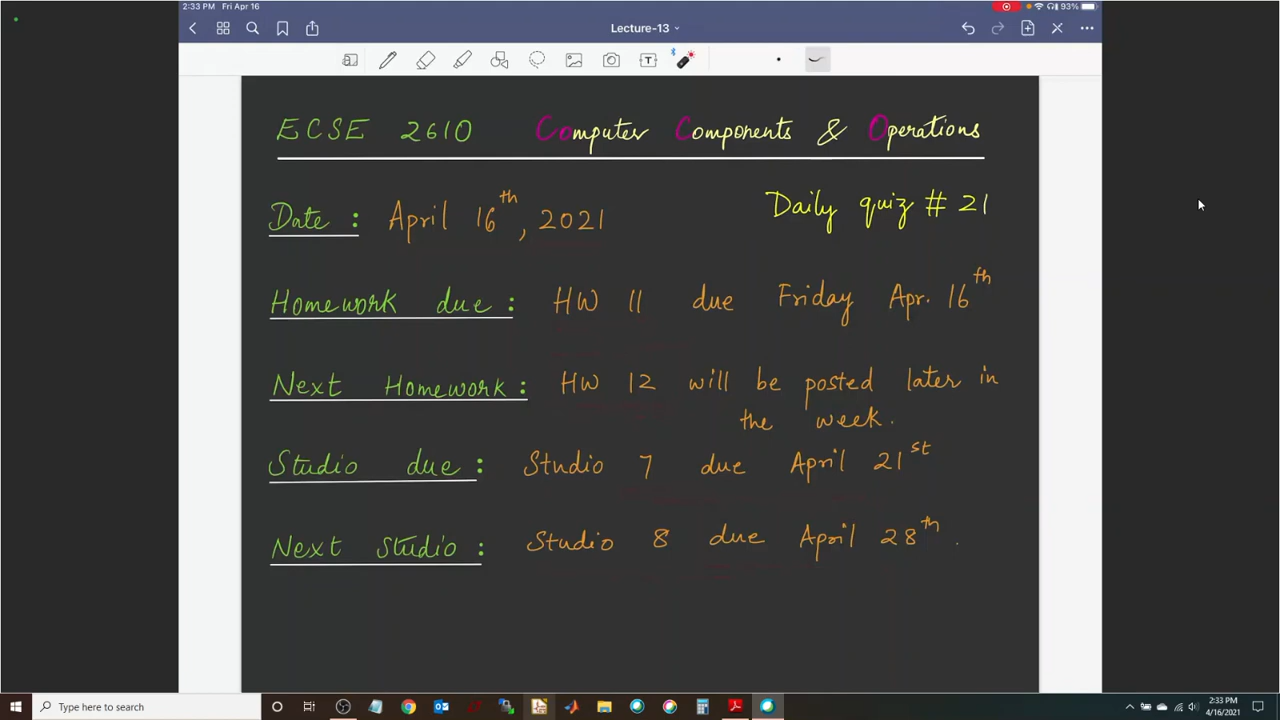 2:33 PM Fri Apr 16
93%
Lecture-13
ECSE 2610 Computer Components & Operations
Date : April 16th, 2021
Daily quiz # 21
Homework due : HW 11 due Friday Apr. 16th
Next Homework : HW 12 will be posted later in
the week.
Studio due : Studio 7 due April 21st
Next Studio : Studio 8 due April 28th.
Type here to search
2:33 PM
4/16/2021